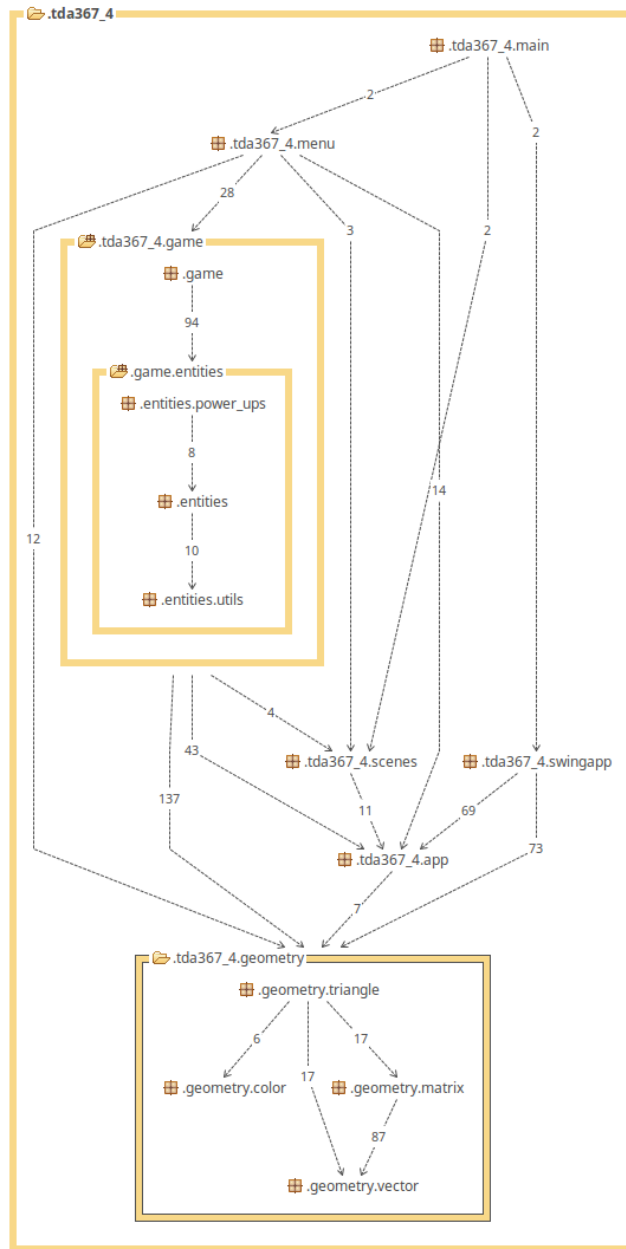 .tda367_4
.tda367_4.main
2
2
.tda367_4.menu
28
3
2
.tda367_4.game
.game
94
.game.entities
.entities.power_ups
8
14
.entities
12
10
.entities.utils
4
43
.tda367_4.scenes
.tda367_4.swingapp
137
11
69
73
.tda367_4.app
7
.tda367_4.geometry
.geometry.triangle
6
17
17
.geometry.color
.geometry.matrix
87
.geometry.vector